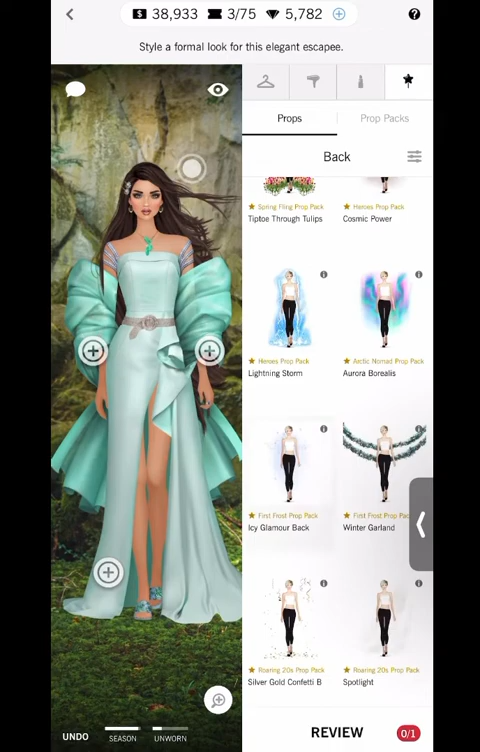 38,933 3/75 5,782
Style a formal look for this elegant escapee.
Props Prop Packs
Back
Spring Fling Prop Pack Heroes Prop Pack
Tiptoe Through Tulips Cosmic Power
Heroes Prop Pack Arctic Nomad Prop Pack
Lightning Storm Aurora Borealis
First Frost Prop Pack First Frost Prop Pac
Icy Glamour Back Winter Garland
Roaring 20s Prop Pack Roaring 20s Prop Pack
Silver Gold Confetti B Spotlight
UNDO SEASON UNWORN REVIEW 0/1